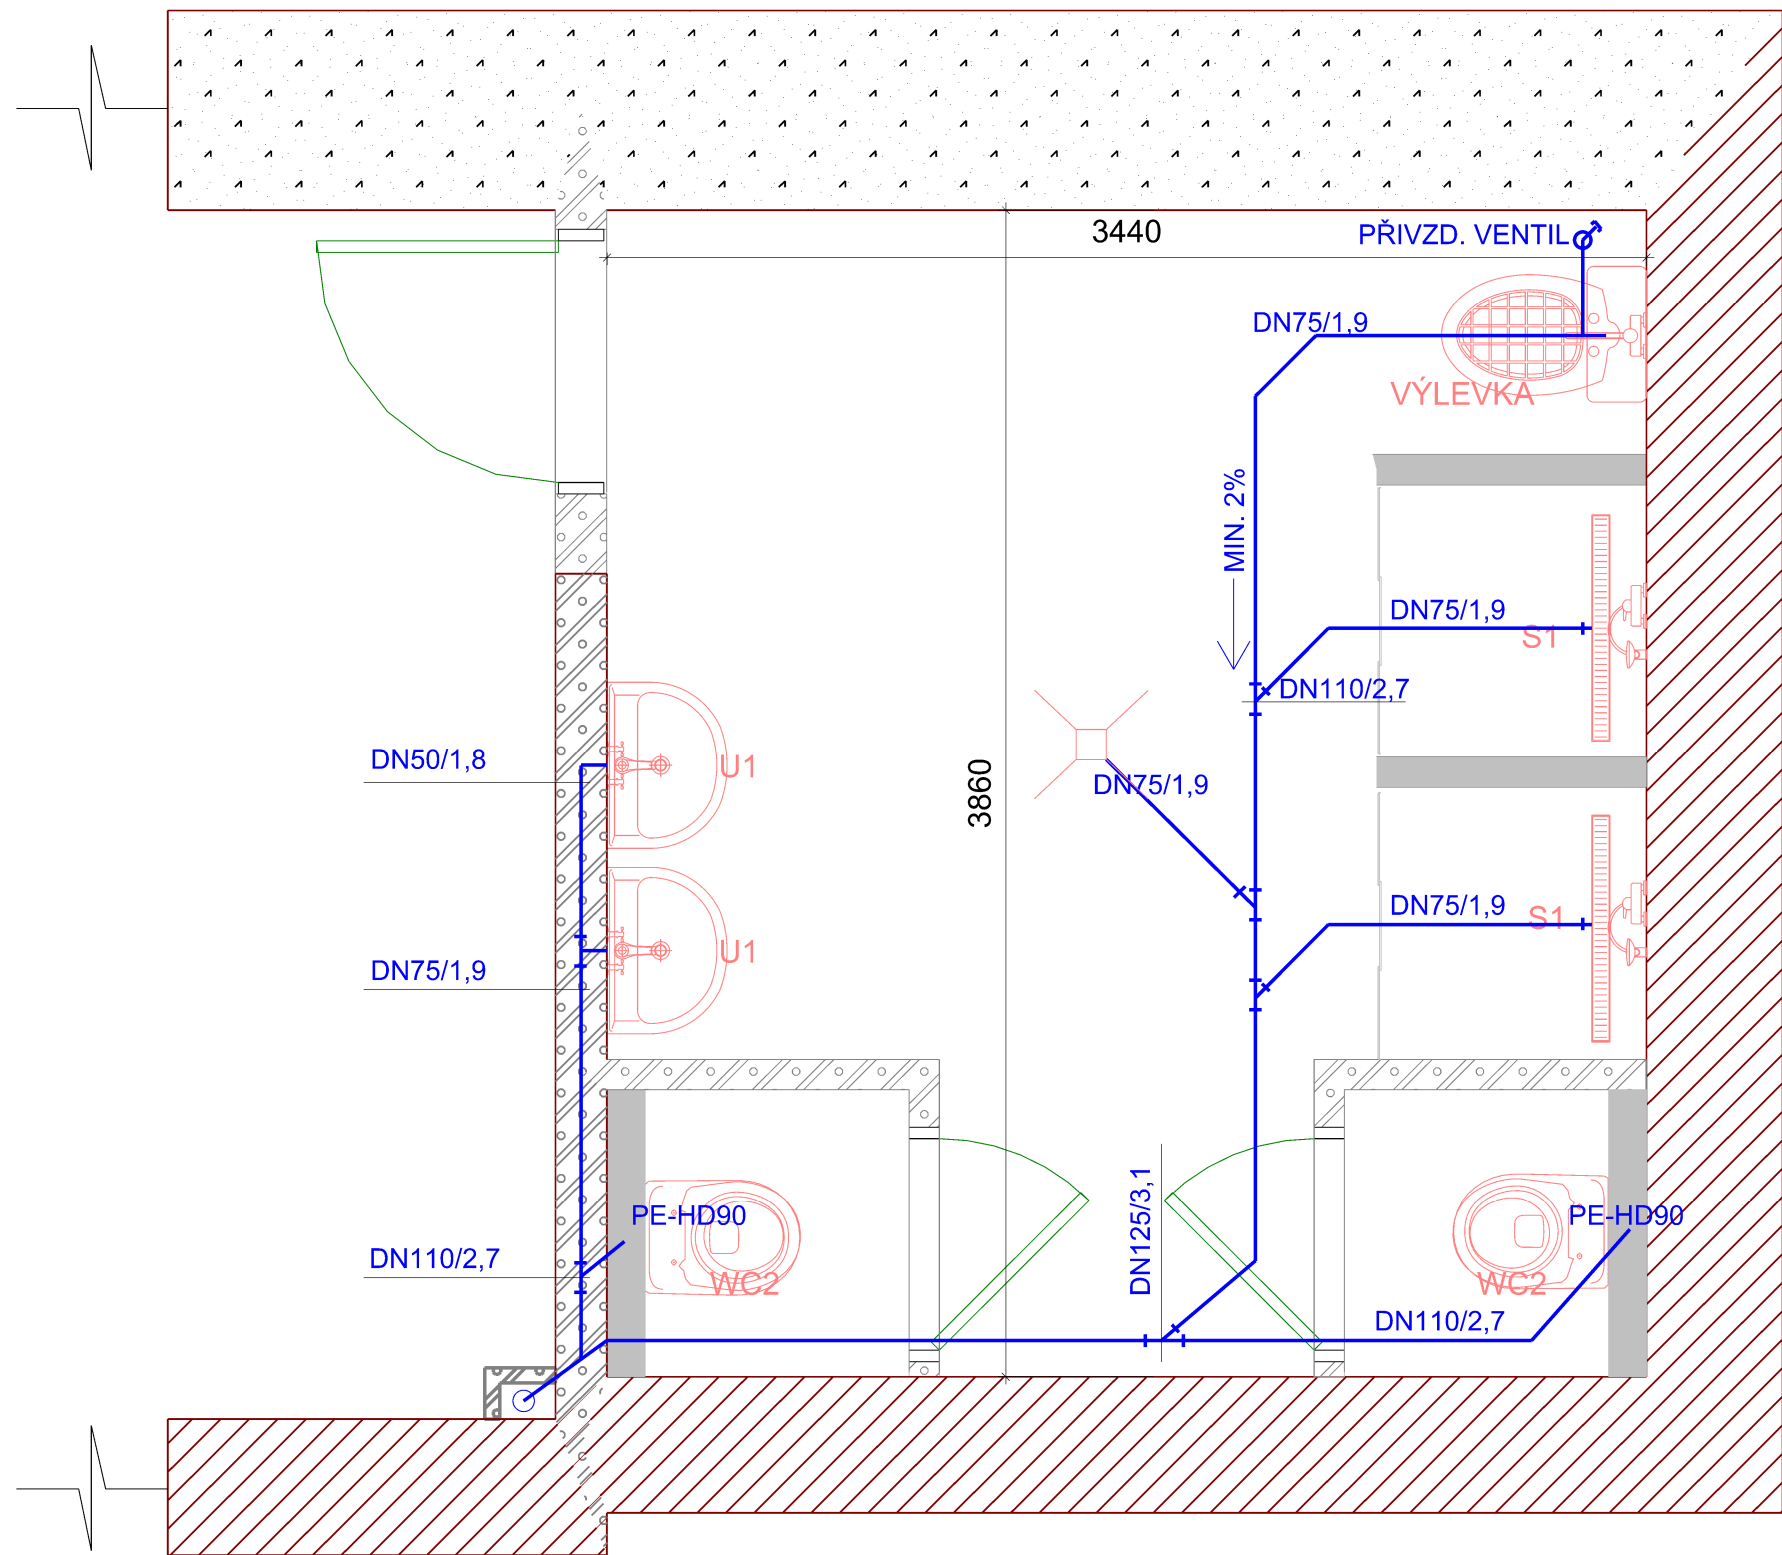 3440
PŘIVZD. VENTIL
DN75/1,9
VÝLEVKA
MIN. 2%
DN75/1,9
S1
DN110/2,7
DN50/1,8
U1
3860
DN75/1,9
DN75/1,9
S1
DN75/1,9
U1
PE-HD90
PE-HD90
DN125/3,1
DN110/2,7
WC2
WC2
DN110/2,7